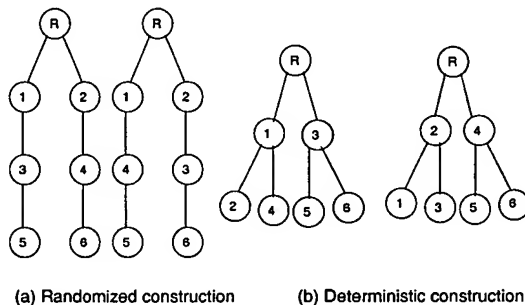 R R
1 2 1 2
3 4 4 3
5 6 5 6
R R
1 3 2 4
2 4 5 6 1 3 5 6
(a) Randomized construction
(b) Deterministic construction